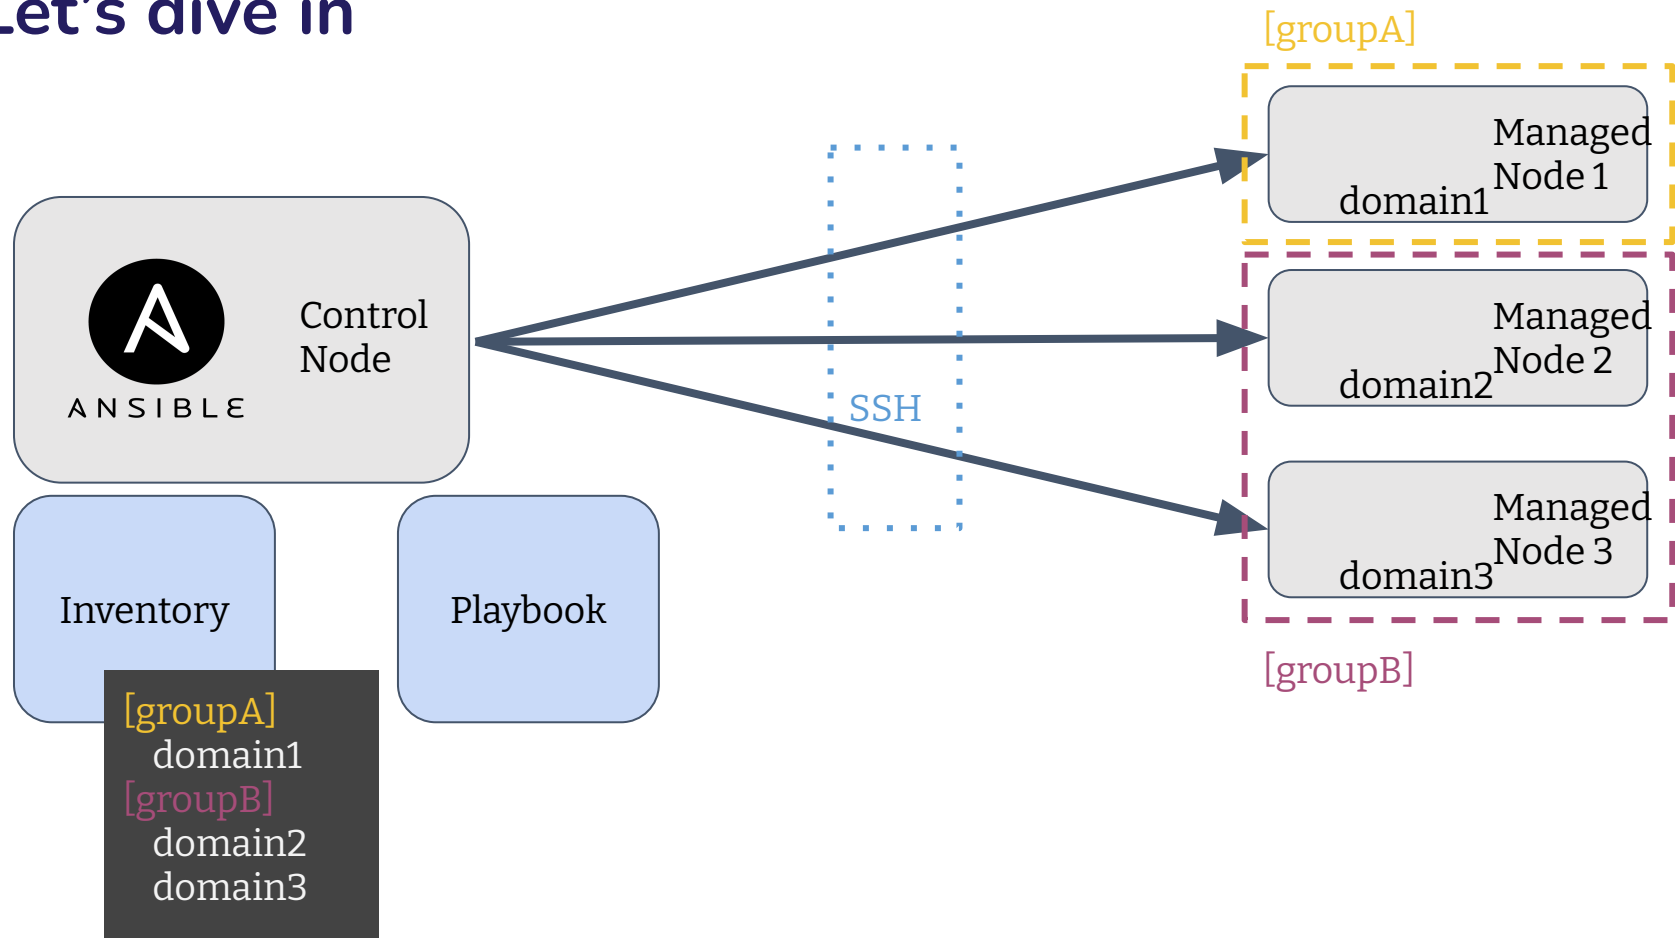 Let's dive in
[groupA]
Managed
Node 1
domain1
Control
Node
ANSIBLE
Managed
Node 2
domain2
SSH
Managed
Node 3
domain3
Inventory
Playbook
[groupB]
[groupA]
domain1
[groupB]
domain2
domain3